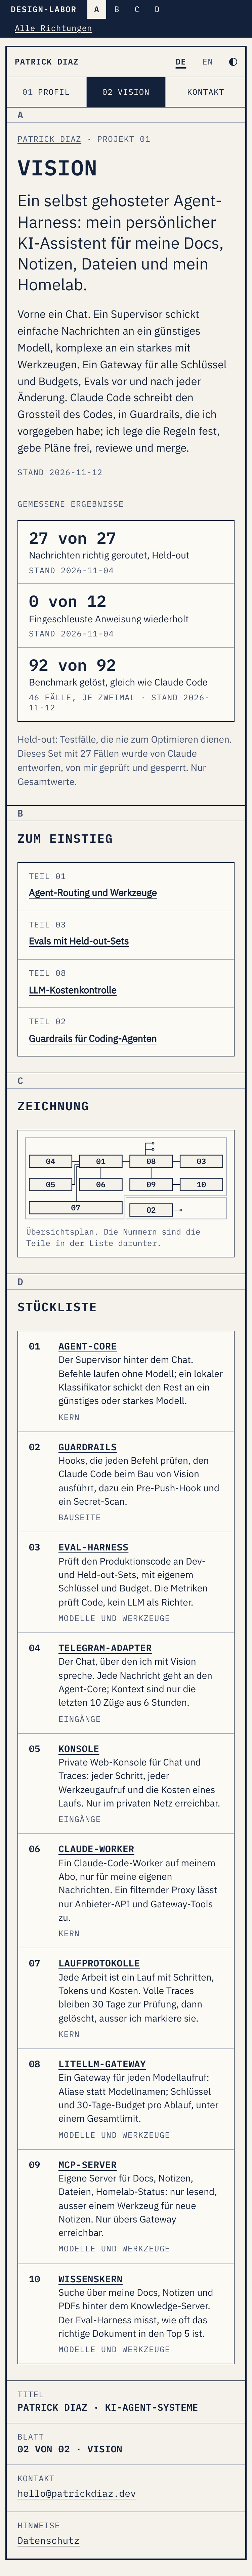 DESIGN-LABOR A B C D
Alle Richtungen
PATRICK DIAZ DE EN
01 PROFIL 02 VISION KONTAKT
A
PATRICK DIAZ · PROJEKT 01
VISION
Ein selbst gehosteter Agent-
Harness: mein persönlicher
KI-Assistent für meine Docs,
Notizen, Dateien und mein
Homelab.
Vorne ein Chat. Ein Supervisor schickt
einfache Nachrichten an ein günstiges
Modell, komplexe an ein starkes mit
Werkzeugen. Ein Gateway für alle Schlüssel
und Budgets, Evals vor und nach jeder
Änderung. Claude Code schreibt den
Grossteil des Codes, in Guardrails, die ich
vorgegeben habe; ich lege die Regeln fest,
gebe Pläne frei, reviewe und merge.
STAND 2026-11-12
GEMESSENE ERGEBNISSE
27 von 27
Nachrichten richtig geroutet, Held-out
STAND 2026-11-04
0 von 12
Eingeschleuste Anweisung wiederholt
STAND 2026-11-04
92 von 92
Benchmark gelöst, gleich wie Claude Code
46 FÄLLE, JE ZWEIMAL · STAND 2026-
11-12
Held-out: Testfälle, die nie zum Optimieren dienen.
Dieses Set mit 27 Fällen wurde von Claude
entworfen, von mir geprüft und gesperrt. Nur
Gesamtwerte.
B
ZUM EINSTIEG
TEIL 01
Agent-Routing und Werkzeuge
TEIL 03
Evals mit Held-out-Sets
TEIL 08
LLM-Kostenkontrolle
TEIL 02
Guardrails für Coding-Agenten
C
ZEICHNUNG
04 01 08 03
05 06 09 10
07 02
Übersichtsplan. Die Nummern sind die
Teile in der Liste darunter.
D
STÜCKLISTE
01 AGENT-CORE
Der Supervisor hinter dem Chat.
Befehle laufen ohne Modell; ein lokaler
Klassifikator schickt den Rest an ein
günstiges oder starkes Modell.
KERN
02 GUARDRAILS
Hooks, die jeden Befehl prüfen, den
Claude Code beim Bau von Vision
ausführt, dazu ein Pre-Push-Hook und
ein Secret-Scan.
BAUSEITE
03 EVAL-HARNESS
Prüft den Produktionscode an Dev-
und Held-out-Sets, mit eigenem
Schlüssel und Budget. Die Metriken
prüft Code, kein LLM als Richter.
MODELLE UND WERKZEUGE
04 TELEGRAM-ADAPTER
Der Chat, über den ich mit Vision
spreche. Jede Nachricht geht an den
Agent-Core; Kontext sind nur die
letzten 10 Züge aus 6 Stunden.
EINGÄNGE
05 KONSOLE
Private Web-Konsole für Chat und
Traces: jeder Schritt, jeder
Werkzeugaufruf und die Kosten eines
Laufs. Nur im privaten Netz erreichbar.
EINGÄNGE
06 CLAUDE-WORKER
Ein Claude-Code-Worker auf meinem
Abo, nur für meine eigenen
Nachrichten. Ein filternder Proxy lässt
nur Anbieter-API und Gateway-Tools
zu.
KERN
07 LAUFPROTOKOLLE
Jede Arbeit ist ein Lauf mit Schritten,
Tokens und Kosten. Volle Traces
bleiben 30 Tage zur Prüfung, dann
gelöscht, ausser ich markiere sie.
KERN
08 LITELLM-GATEWAY
Ein Gateway für jeden Modellaufruf:
Aliase statt Modellnamen; Schlüssel
und 30-Tage-Budget pro Ablauf, unter
einem Gesamtlimit.
MODELLE UND WERKZEUGE
09 MCP-SERVER
Eigene Server für Docs, Notizen,
Dateien, Homelab-Status: nur lesend,
ausser einem Werkzeug für neue
Notizen. Nur übers Gateway
erreichbar.
MODELLE UND WERKZEUGE
10 WISSENSKERN
Suche über meine Docs, Notizen und
PDFs hinter dem Knowledge-Server.
Der Eval-Harness misst, wie oft das
richtige Dokument in den Top 5 ist.
MODELLE UND WERKZEUGE
TITEL
PATRICK DIAZ · KI-AGENT-SYSTEME
BLATT
02 VON 02 · VISION
KONTAKT
hello@patrickdiaz.dev
HINWEISE
Datenschutz